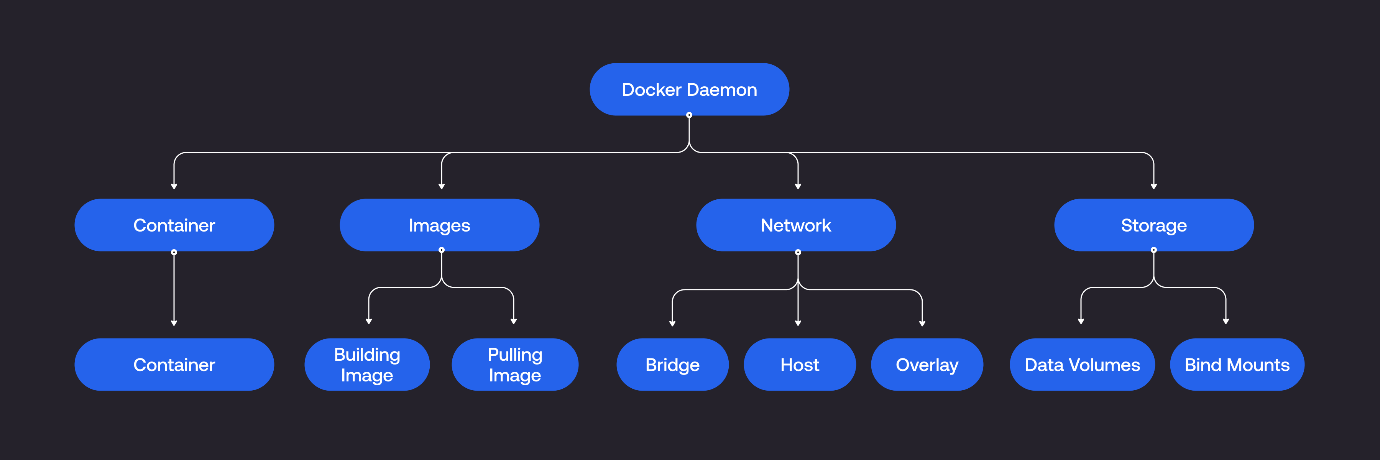 Docker Daemon
Container
Images
Network
Storage
Container
Building
Image
Pulling
Image
Bridge
Host
Overlay
Data Volumes
Bind Mounts